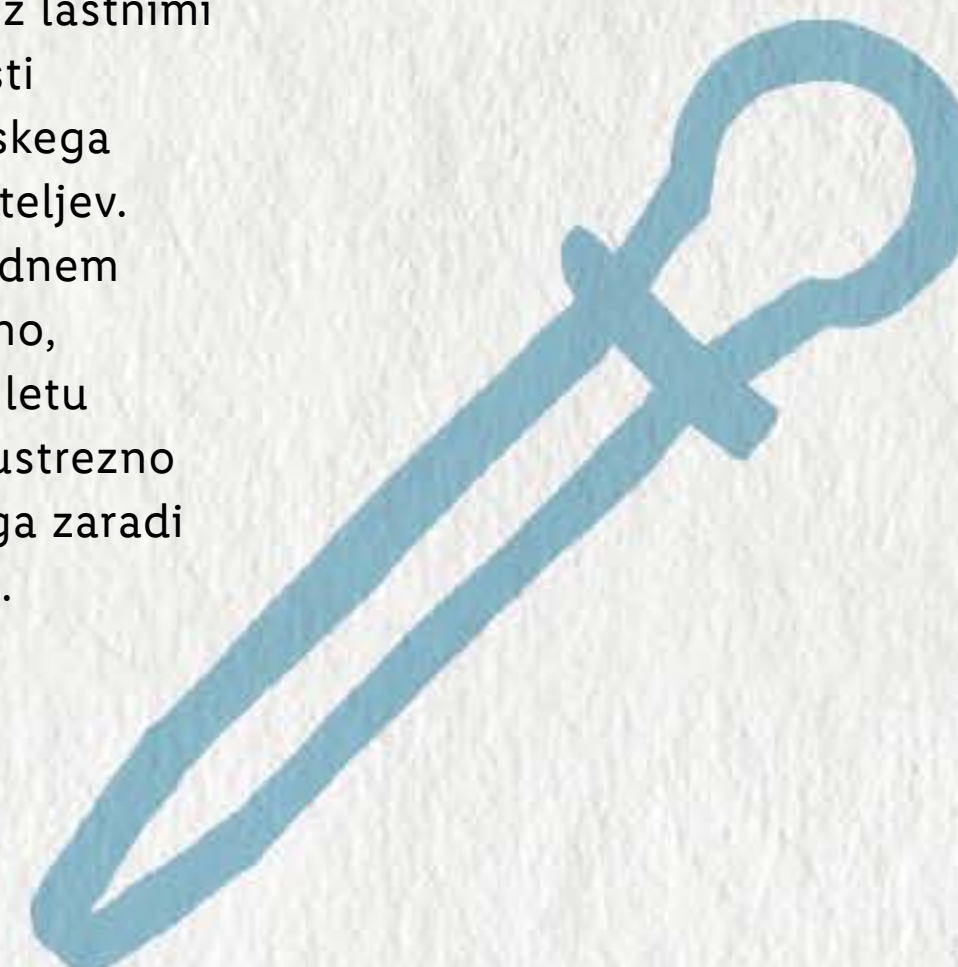 z lastnimi
sti
skega
teljev.
dnem
no,
letu
ustrezno
ga zaradi
.